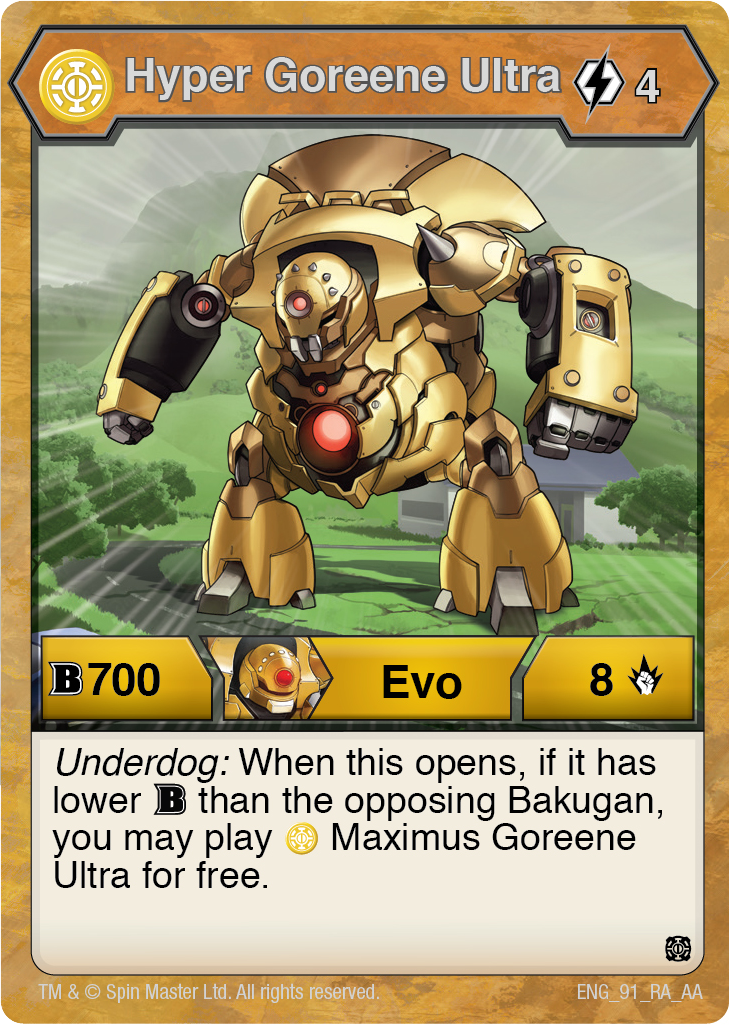 Hyper Goreene Ultra 4
B 700
Evo
8
Underdog: When this opens, if it has
lower B than the opposing Bakugan,
you may play Maximus Goreene
Ultra for free.
TM & © Spin Master Ltd. All rights reserved.
ENG_91_RA_AA